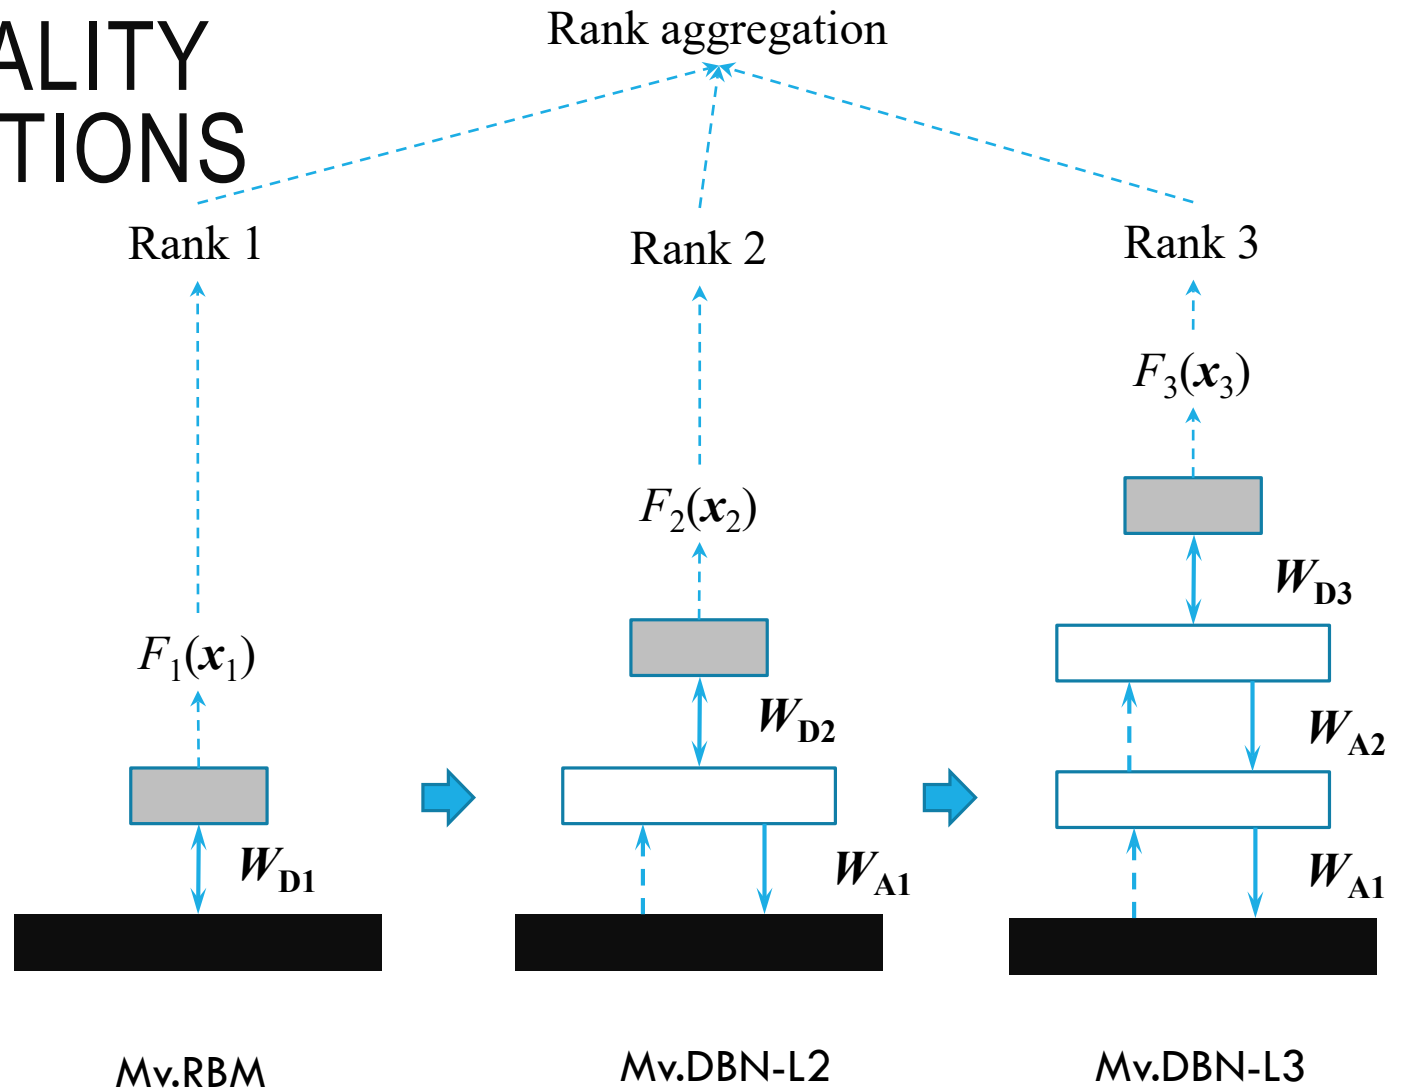 ALITY
TIONS
Rank aggregation
Rank 1
Rank 2
Rank 3
F3(x3)
F2(x2)
WD3
F1(x1)
WD2
WA2
WD1
WA1
WA1
Mv.RBM
Mv.DBN-L2
Mv.DBN-L3